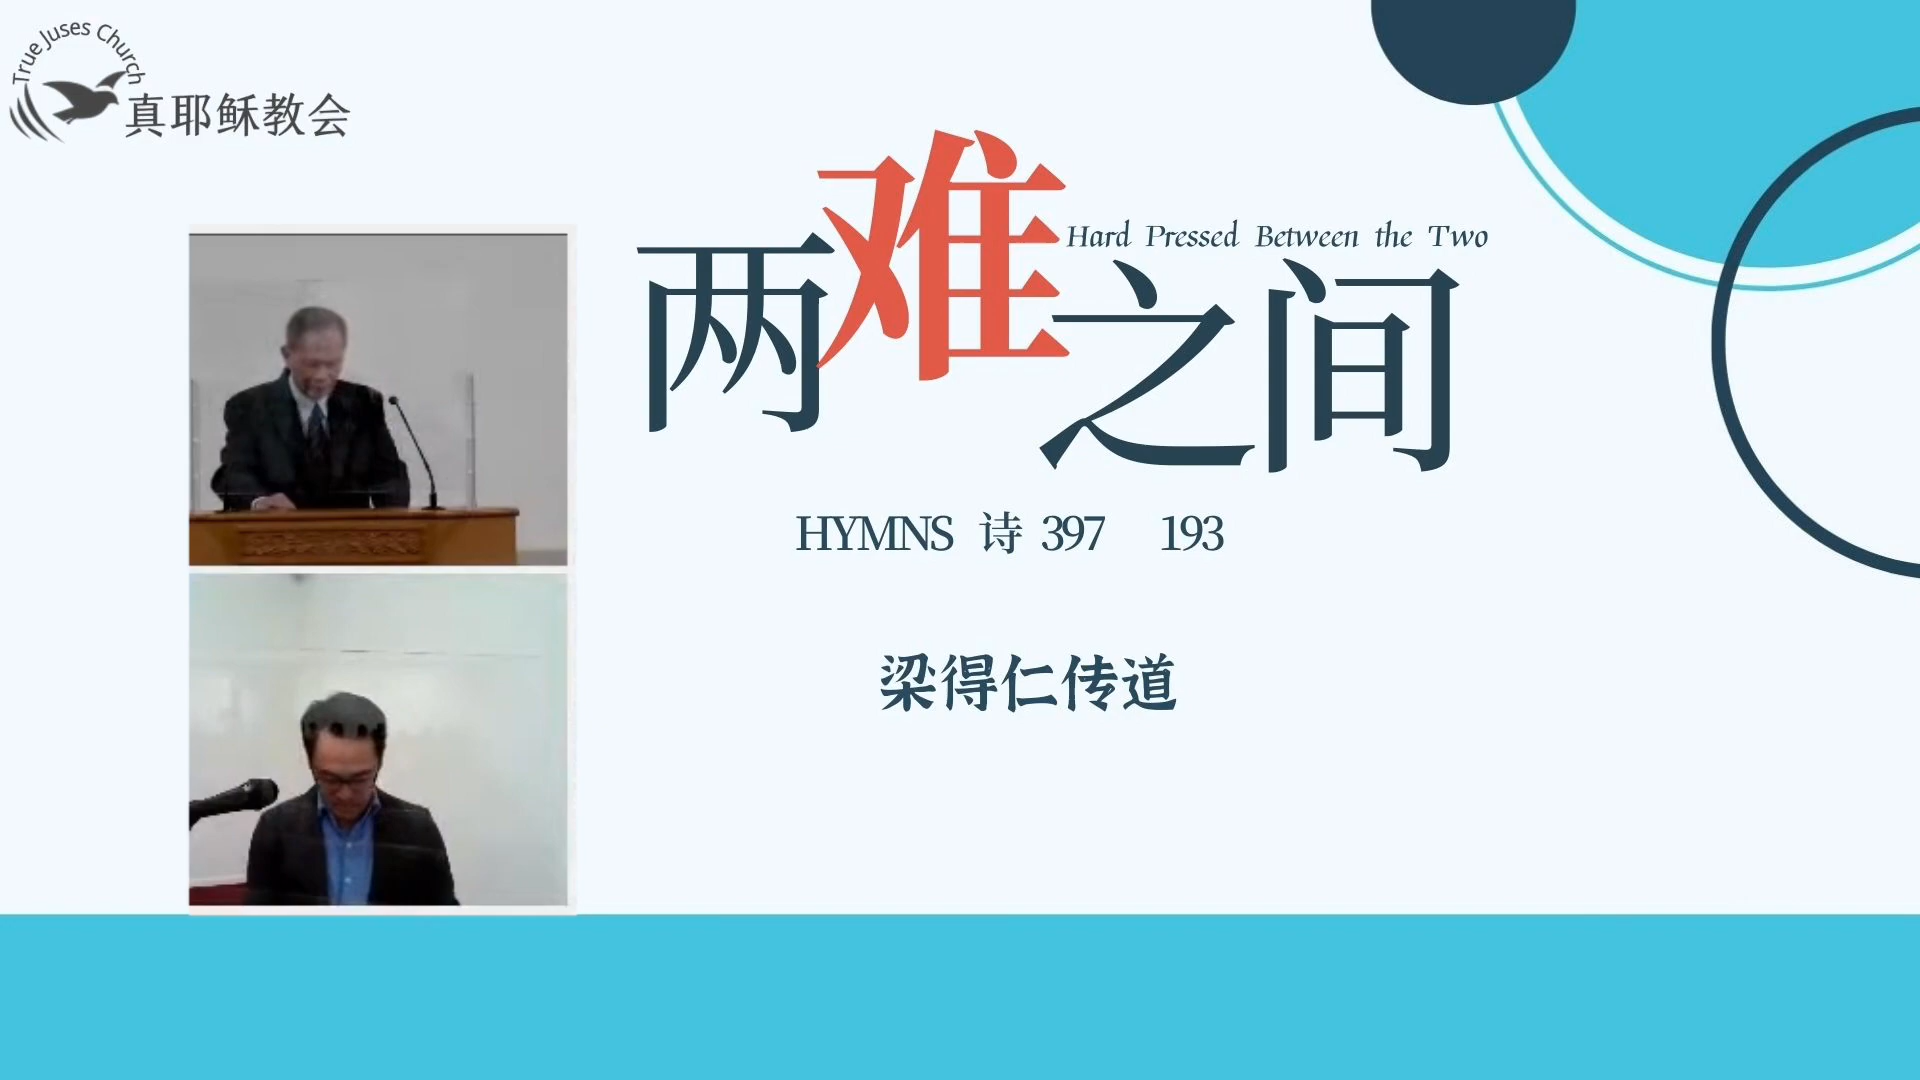 True Juses Church
真耶稣教会
两难之间
Hard Pressed Between the Two
HYMNS 诗 397 193
梁得仁传道